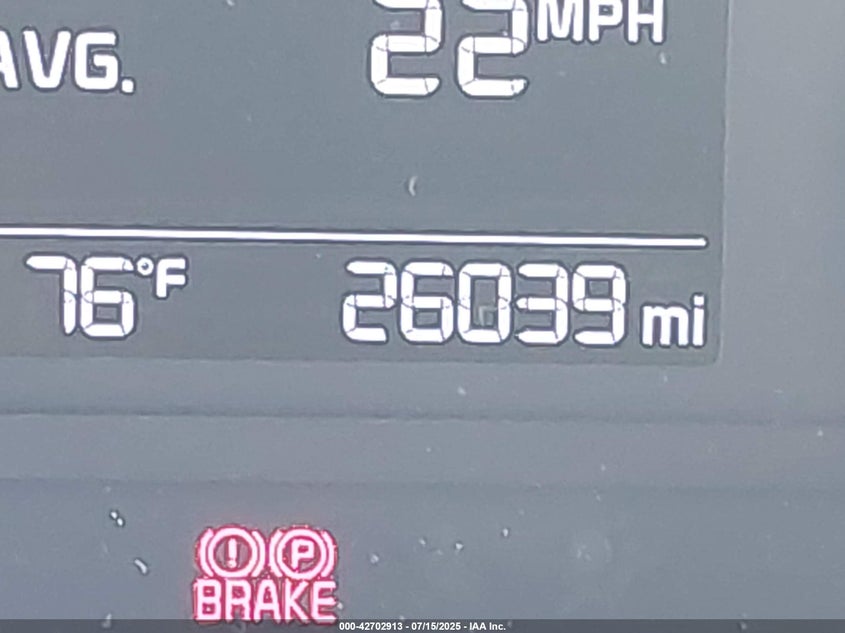 AVG. 22 MPH
76°F 26039 mi
(!) (P)
BRAKE
000-42702913 - 07/15/2025 - IAA Inc.